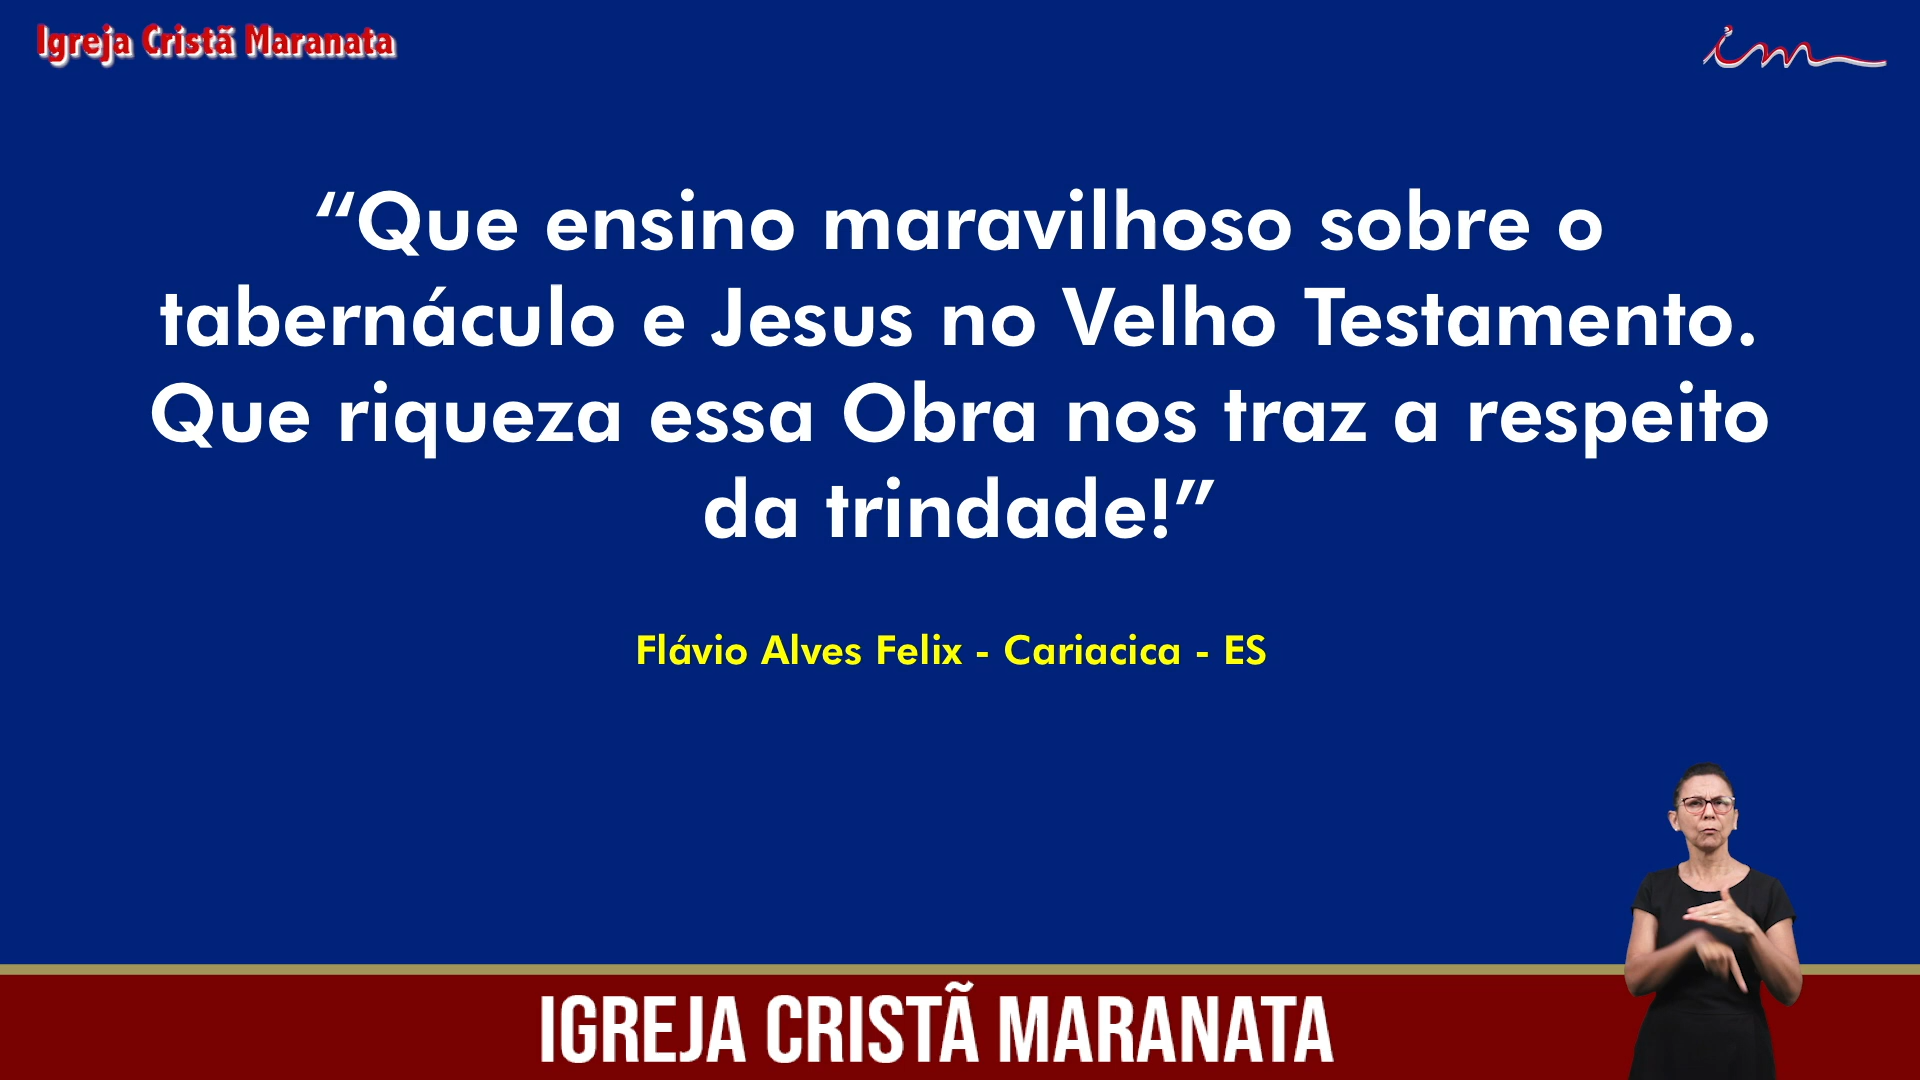 Igreja Cristã Maranata
im
“Que ensino maravilhoso sobre o
tabernáculo e Jesus no Velho Testamento.
Que riqueza essa Obra nos traz a respeito
da trindade!”
Flávio Alves Felix - Cariacica - ES
IGREJA CRISTÃ MARANATA